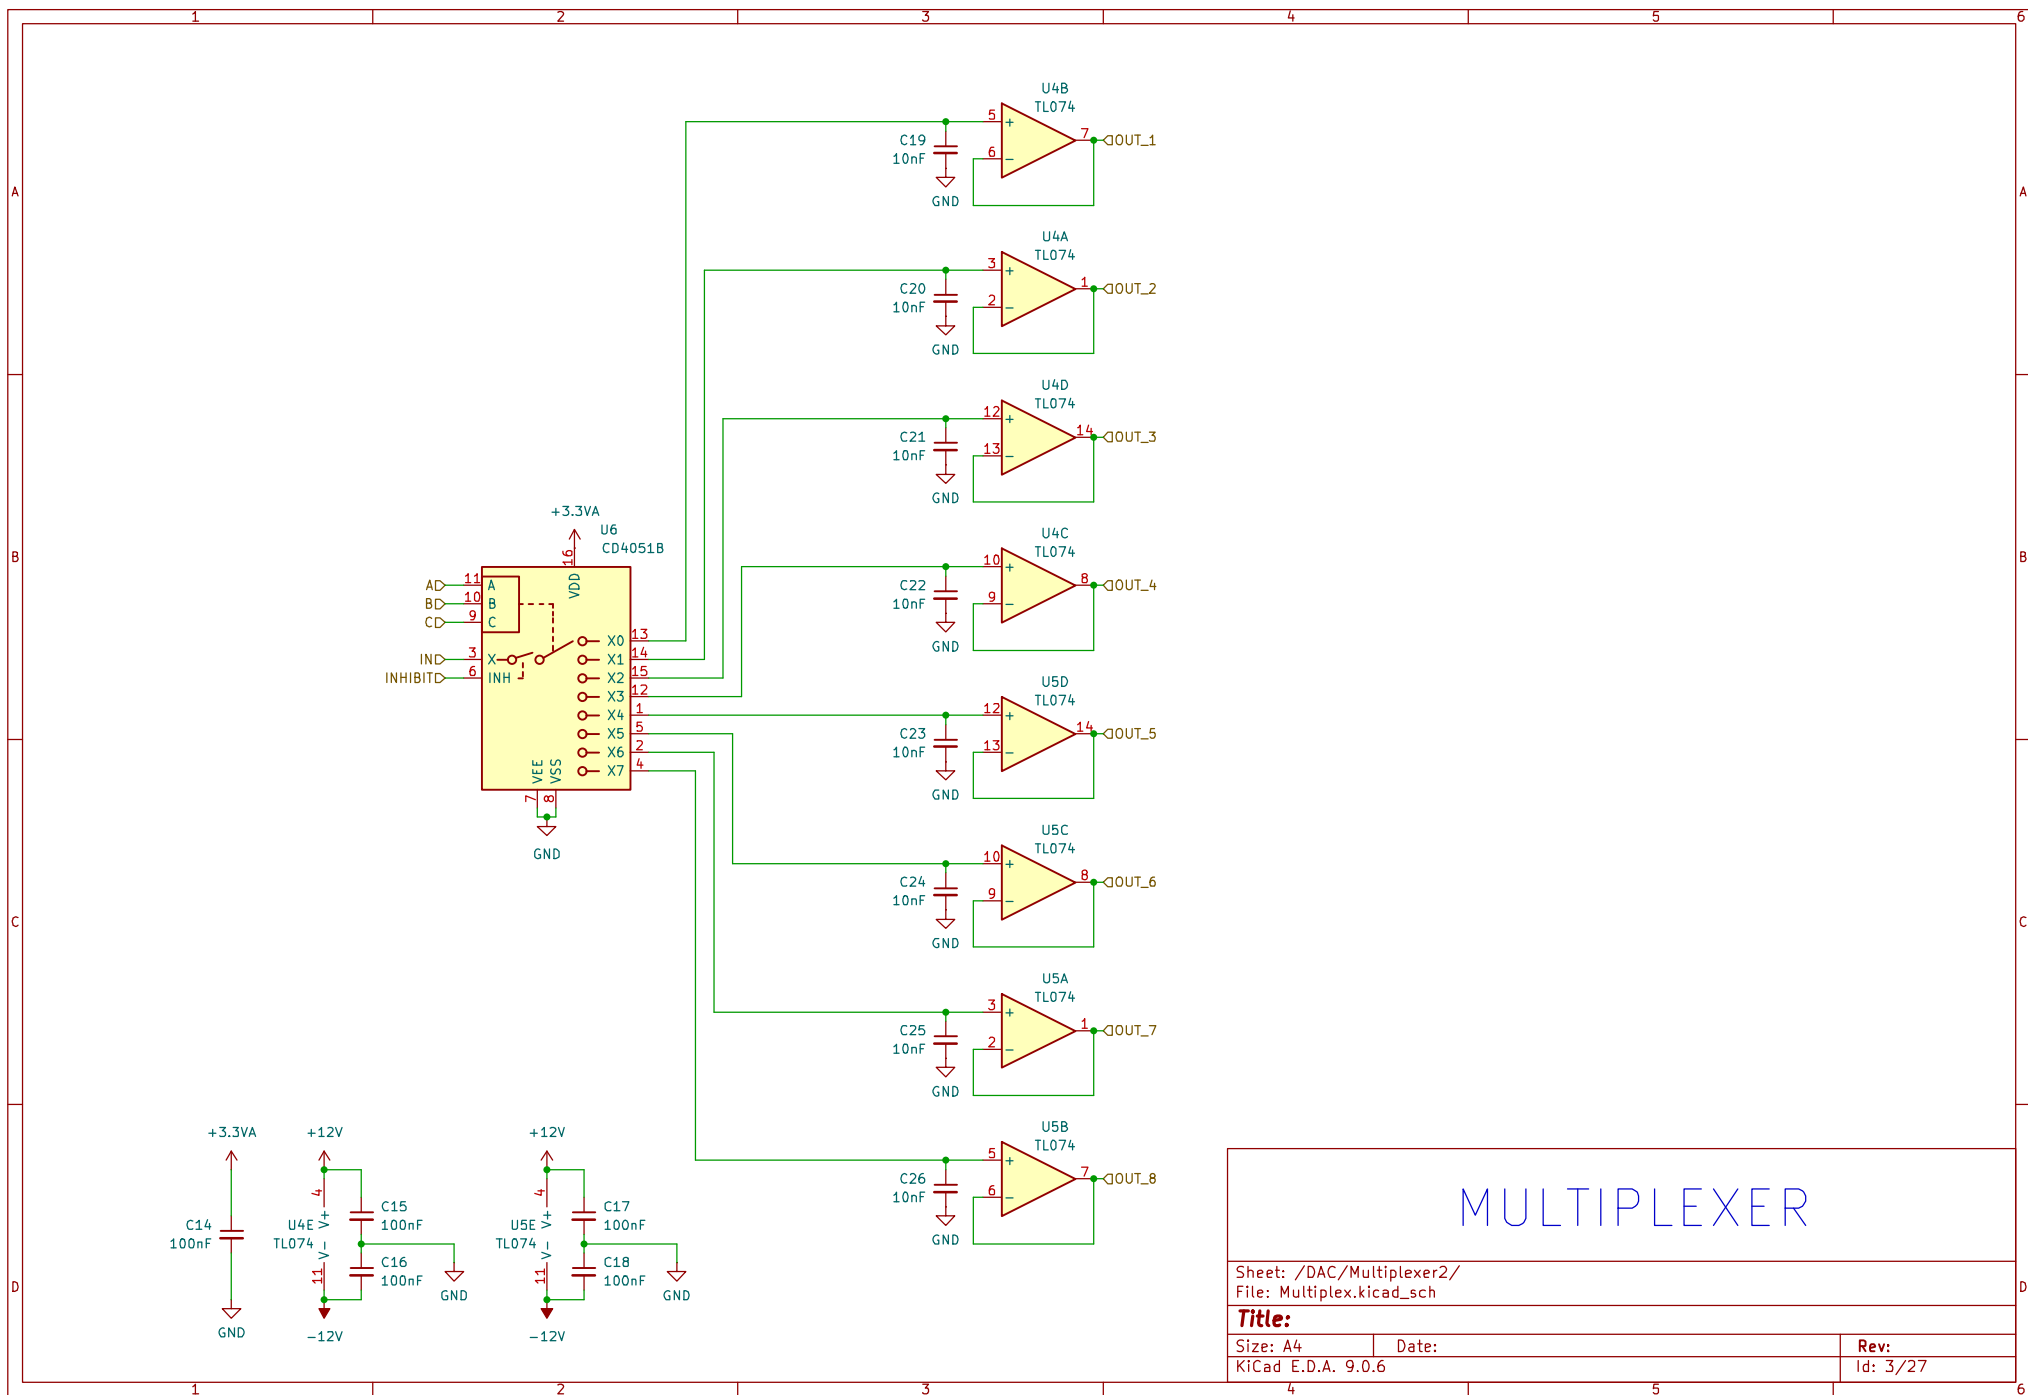 1 2 3 4 5 6
A A
B B
C C
D D
1 2 3 4 5 6
U4B
TL074
5 +
6 −
7
OUT_1
C19
10nF
GND
U4A
TL074
3 +
2 −
1
OUT_2
C20
10nF
GND
U4D
TL074
12 +
13 −
14
OUT_3
C21
10nF
GND
U4C
TL074
10 +
9 −
8
OUT_4
C22
10nF
GND
U5D
TL074
12 +
13 −
14
OUT_5
C23
10nF
GND
U5C
TL074
10 +
9 −
8
OUT_6
C24
10nF
GND
U5A
TL074
3 +
2 −
1
OUT_7
C25
10nF
GND
U5B
TL074
5 +
6 −
7
OUT_8
C26
10nF
GND
+3.3VA
U6
CD4051B
16
VDD
A 11 A
B 10 B
C 9 C
IN 3 X
INHIBIT 6 INH
X0 13
X1 14
X2 15
X3 12
X4 1
X5 5
X6 2
X7 4
VEE VSS
7 8
GND
+3.3VA
C14
100nF
GND
+12V
4
V+
U4E
TL074
V−
11
−12V
C15
100nF
C16
100nF
GND
+12V
4
V+
U5E
TL074
V−
11
−12V
C17
100nF
C18
100nF
GND
MULTIPLEXER
Sheet: /DAC/Multiplexer2/
File: Multiplex.kicad_sch
Title:
Size: A4 Date: Rev:
KiCad E.D.A. 9.0.6 Id: 3/27